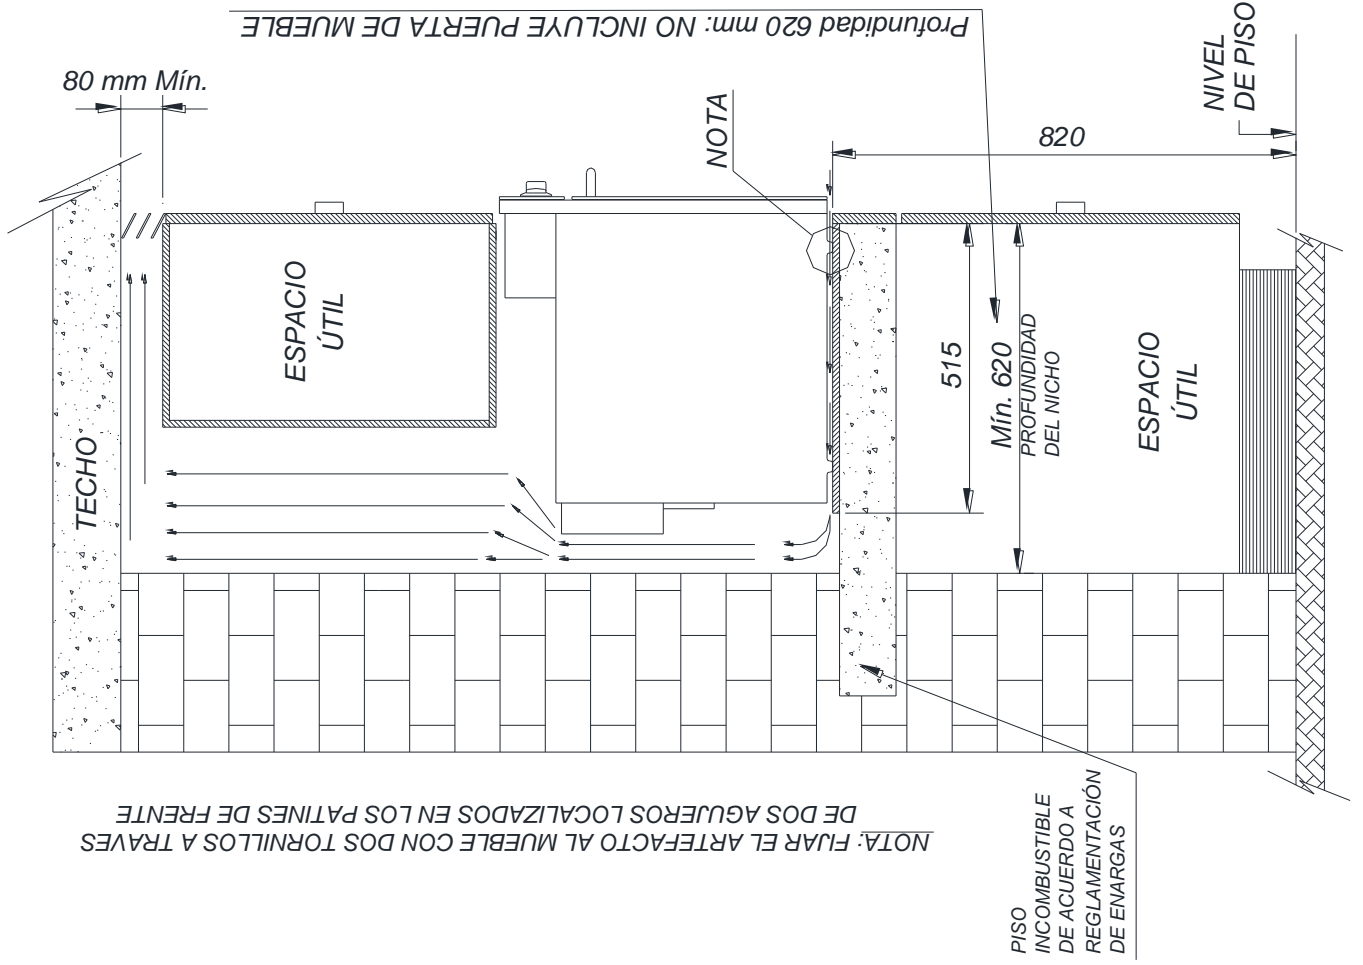 Profundidad 620 mm: NO INCLUYE PUERTA DE MUEBLE
80 mm Mín.
NOTA
NIVEL
DE PISO
820
TECHO
ESPACIO
ÚTIL
515
Mín. 620
PROFUNDIDAD
DEL NICHO
ESPACIO
ÚTIL
NOTA: FIJAR EL ARTEFACTO AL MUEBLE CON DOS TORNILLOS A TRAVES
DE DOS AGUJEROS LOCALIZADOS EN LOS PATINES DE FRENTE
PISO
INCOMBUSTIBLE
DE ACUERDO A
REGLAMENTACIÓN
DE ENARGAS